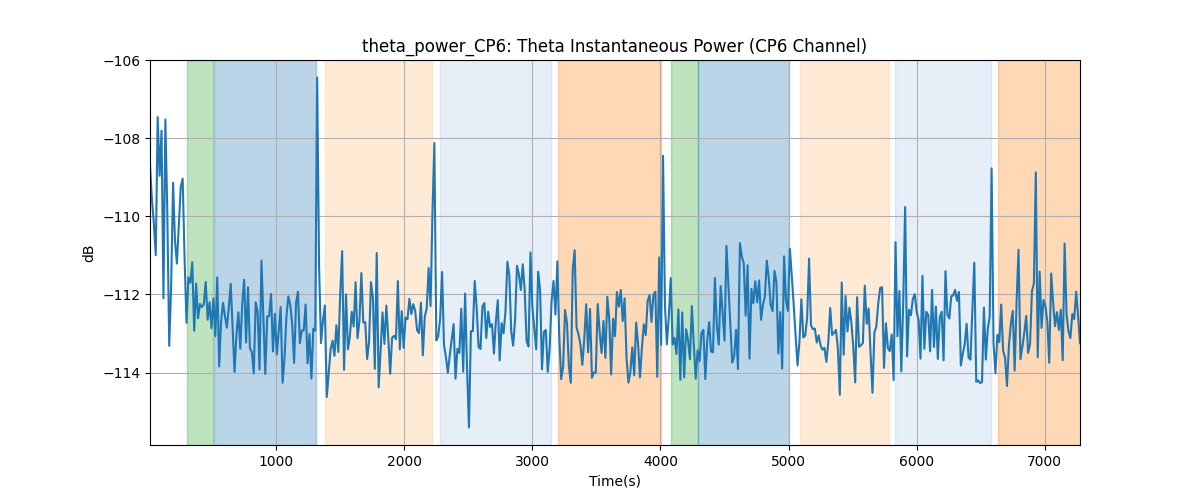 theta_power_CP6: Theta Instantaneous Power (CP6 Channel)
−106
−108
−110
−112
−114
dB
1000 2000 3000 4000 5000 6000 7000
Time(s)